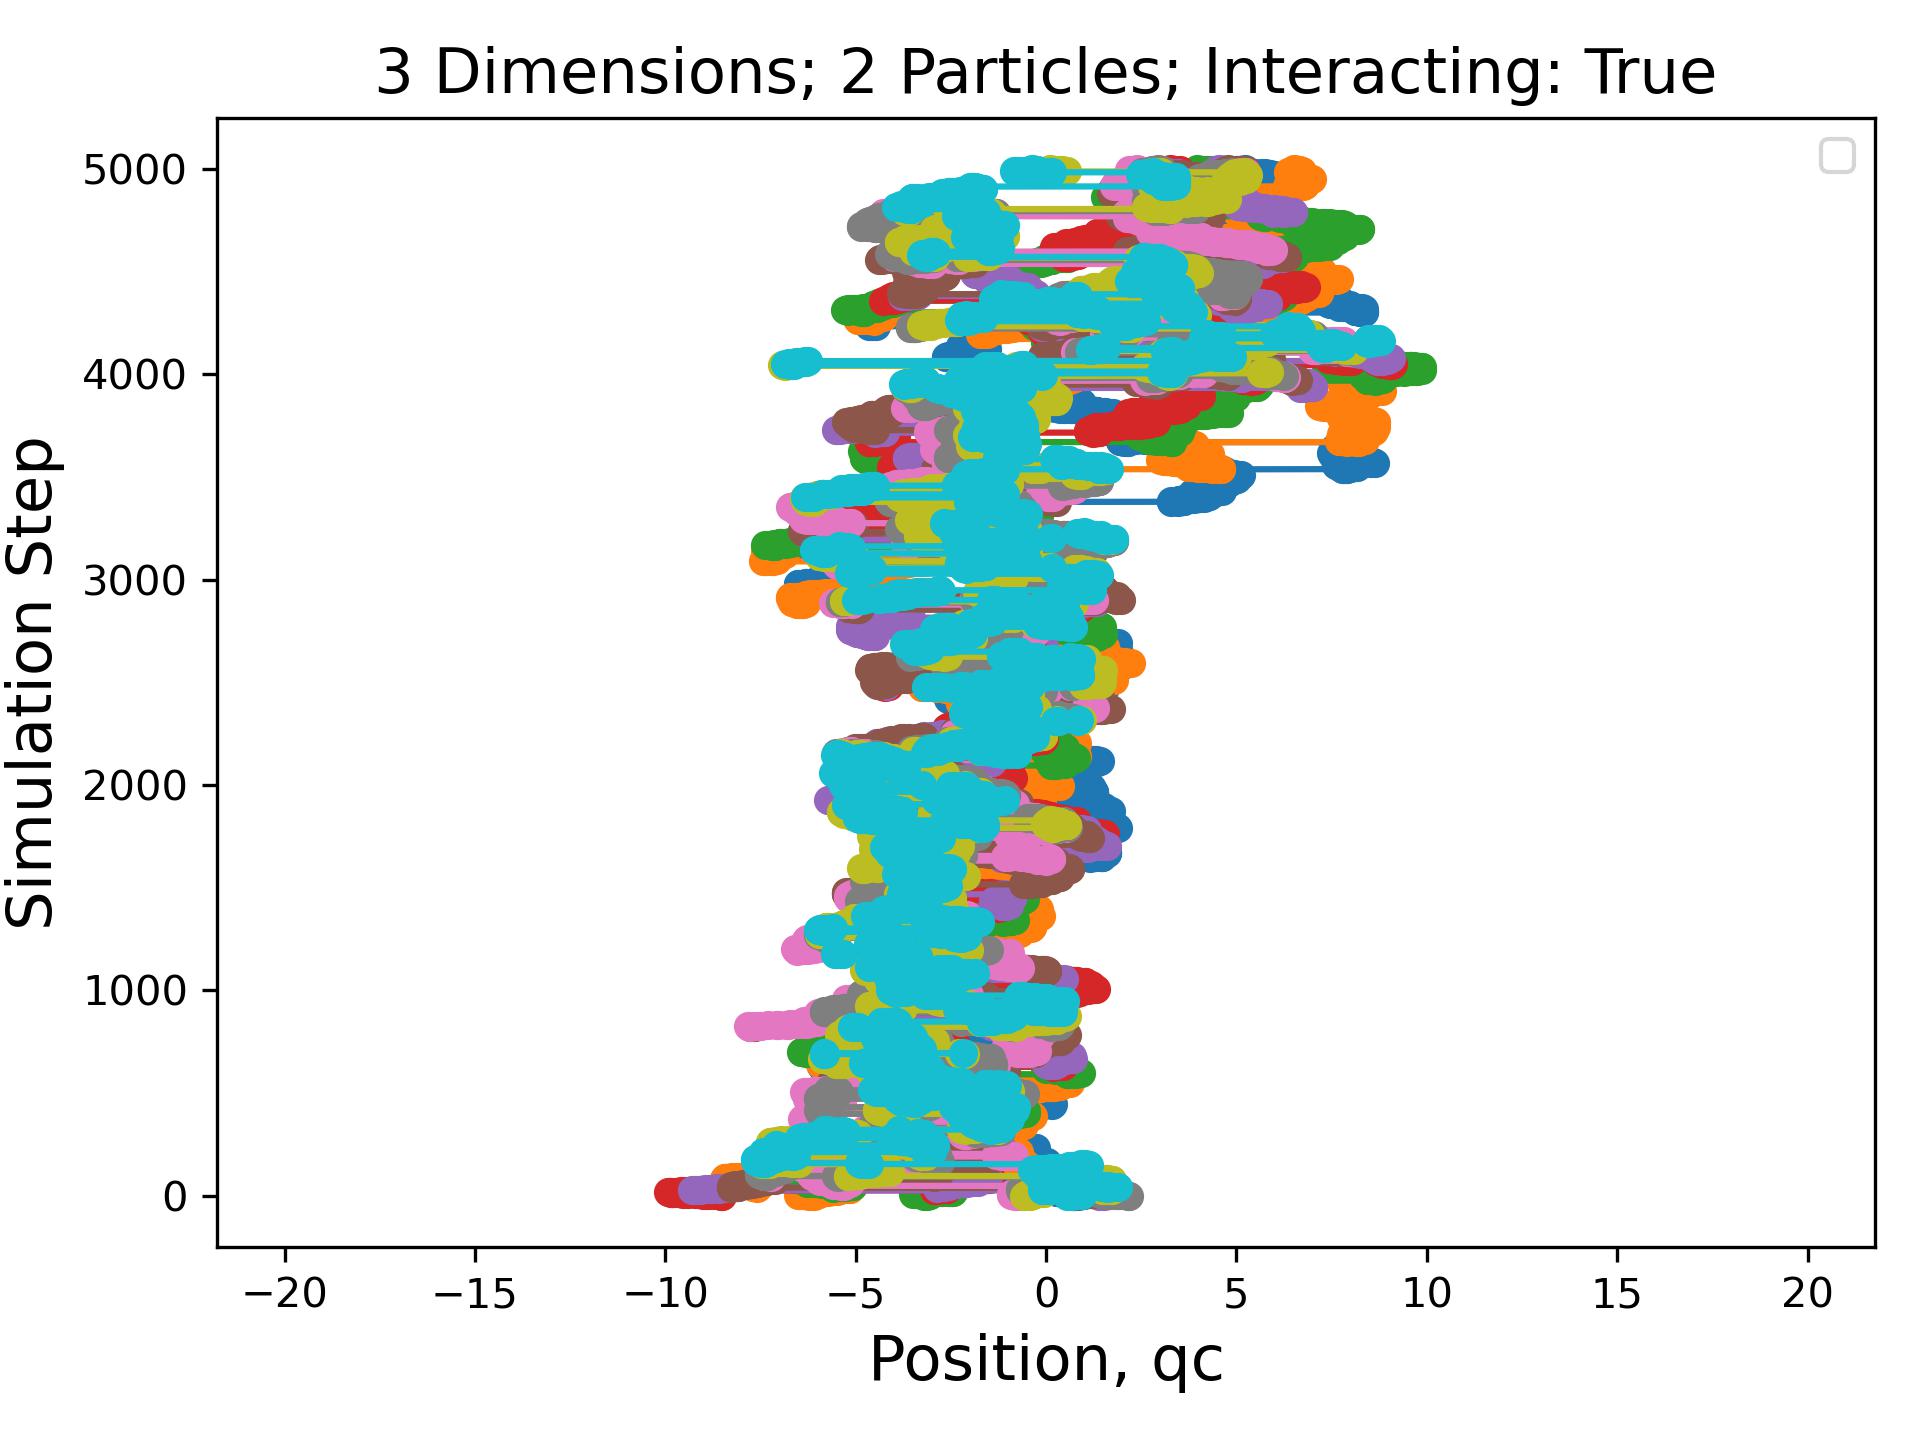 3 Dimensions; 2 Particles; Interacting: True
5000
4000
3000
2000
1000
0
Simulation Step
−20 −15 −10 −5 0 5 10 15 20
Position, qc